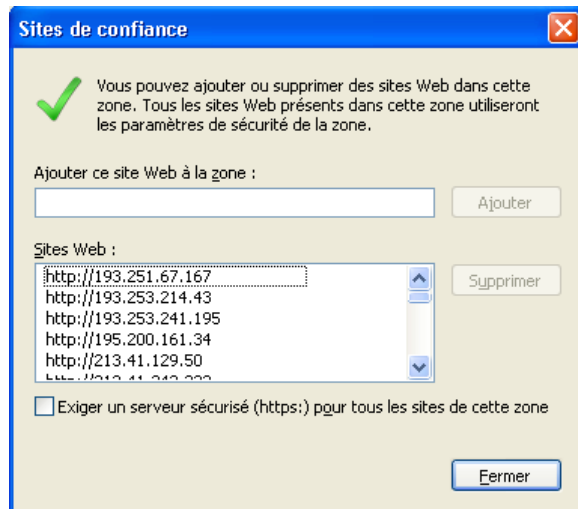 Sites de confiance
Vous pouvez ajouter ou supprimer des sites Web dans cette
zone. Tous les sites Web présents dans cette zone utiliseront
les paramètres de sécurité de la zone.
Ajouter ce site Web à la zone :
Ajouter
Sites Web :
http://193.251.67.167
Supprimer
http://193.253.214.43
http://193.253.241.195
http://195.200.161.34
http://213.41.129.50
Exiger un serveur sécurisé (https:) pour tous les sites de cette zone
Fermer